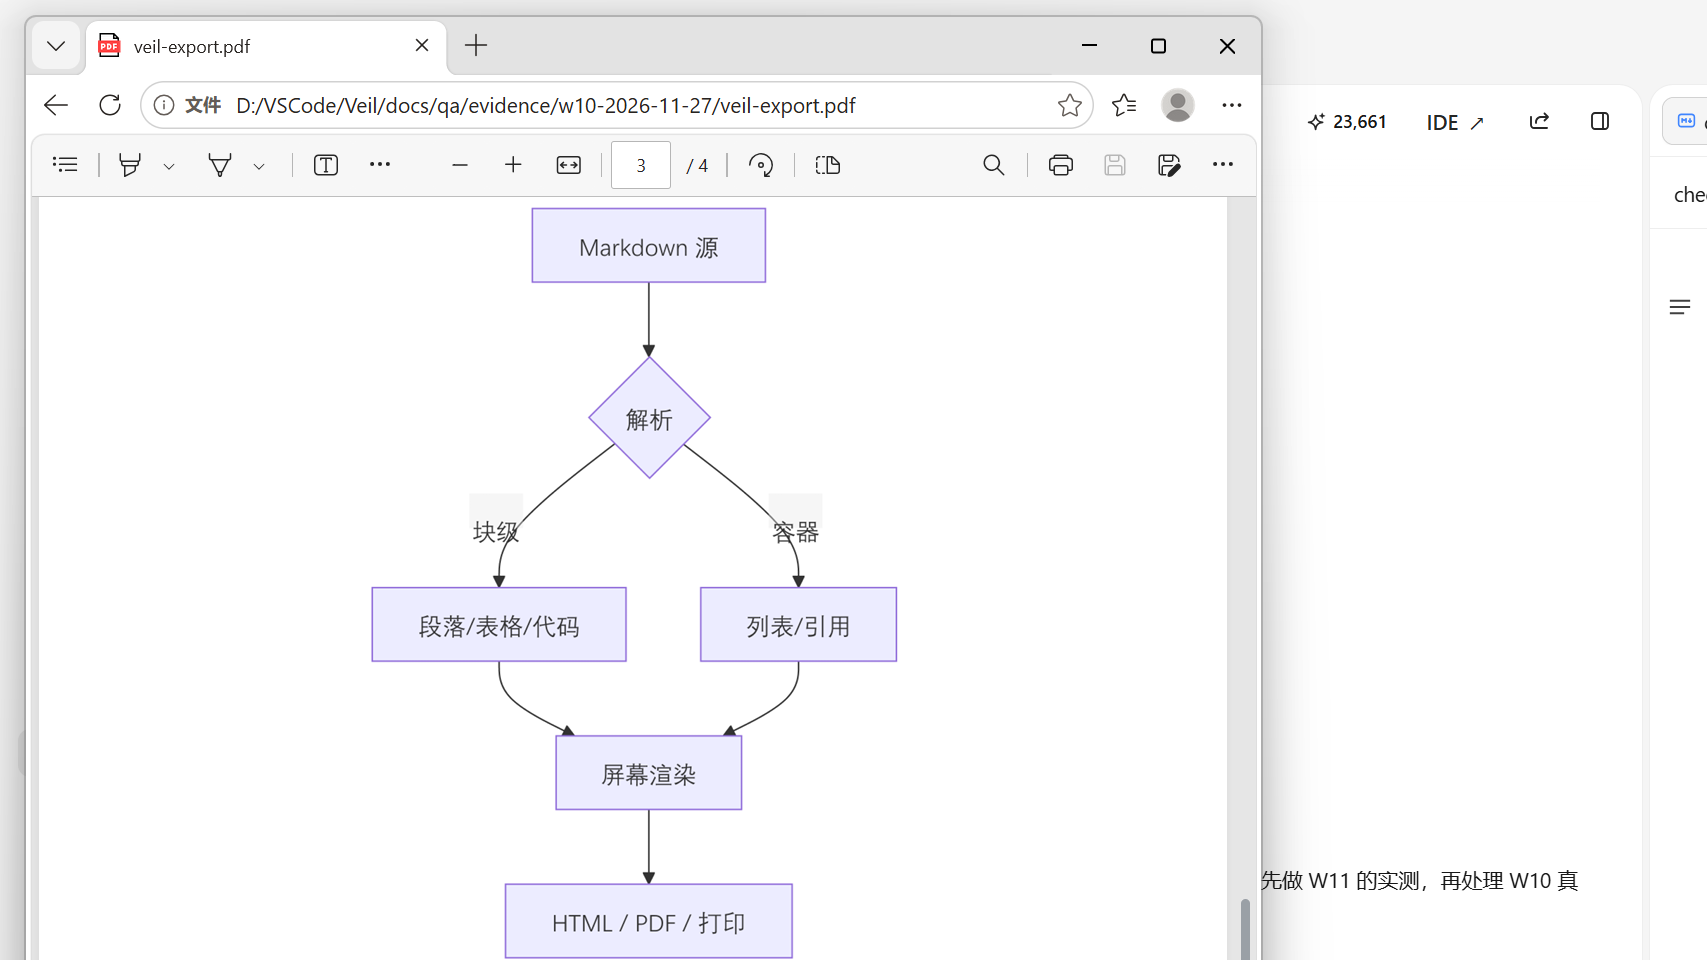 veil-export.pdf
文件 D:/VSCode/Veil/docs/qa/evidence/w10-2026-11-27/veil-export.pdf
23,661
IDE ↗
3 / 4
Markdown 源
解析
块级
容器
段落/表格/代码
列表/引用
屏幕渲染
HTML / PDF / 打印
先做 W11 的实测，再处理 W10 真